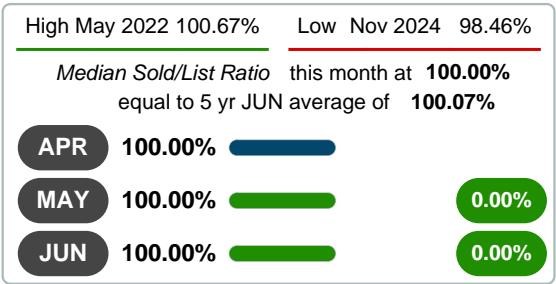 High May 2022 100.67% Low Nov 2024 98.46%
Median Sold/List Ratio this month at 100.00%
equal to 5 yr JUN average of 100.07%
APR 100.00%
MAY 100.00% 0.00%
JUN 100.00% 0.00%